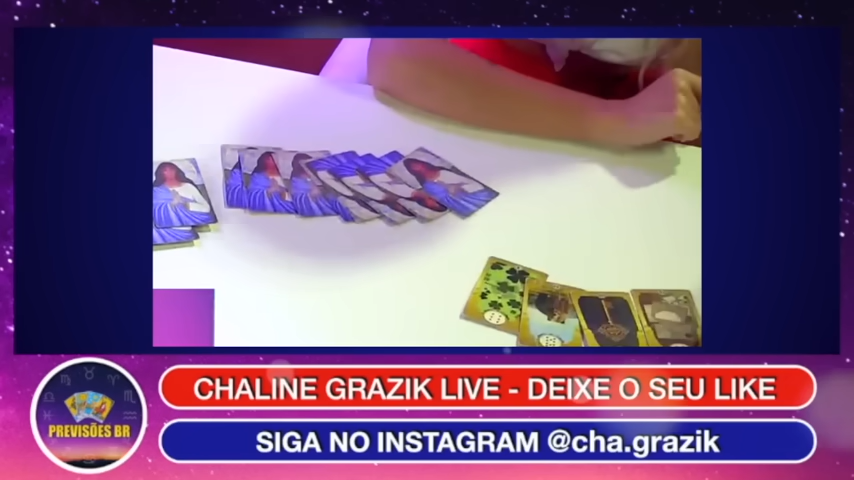 CHALINE GRAZIK LIVE - DEIXE O SEU LIKE
PREVISÕES BR
SIGA NO INSTAGRAM @cha.grazik